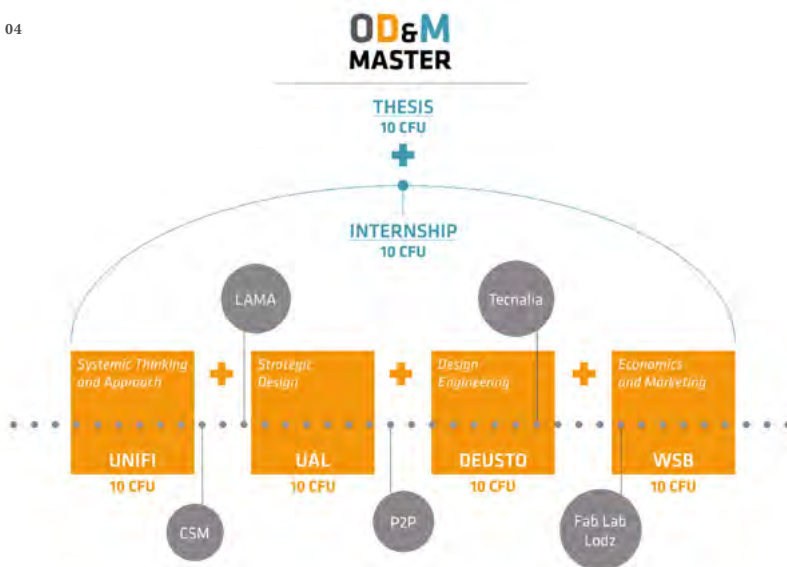 04
OD&M
MASTER
THESIS
10 CFU
INTERNSHIP
10 CFU
LAMA
Tecnalia
Systemic Thinking
and Approach
Strategic
Design
Design
Engineering
Economics
and Marketing
UNIFI
UAL
DEUSTO
WSB
10 CFU
10 CFU
10 CFU
10 CFU
CSM
P2P
Fab Lab
Lodz